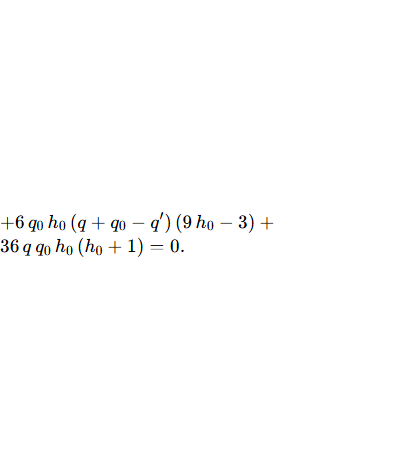 +6 q₀ h₀ (q + q₀ − q′) (9 h₀ − 3) +
36 q q₀ h₀ (h₀ + 1) = 0.